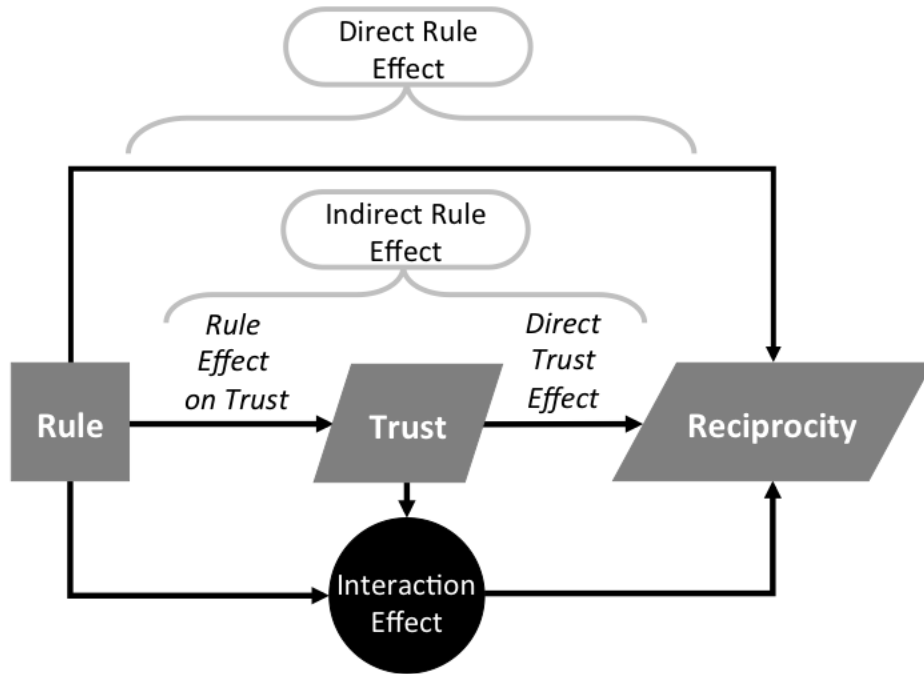 Direct Rule
Effect
Indirect Rule
Effect
Rule
Effect
on Trust
Direct
Trust
Effect
Rule
Trust
Reciprocity
Interaction
Effect